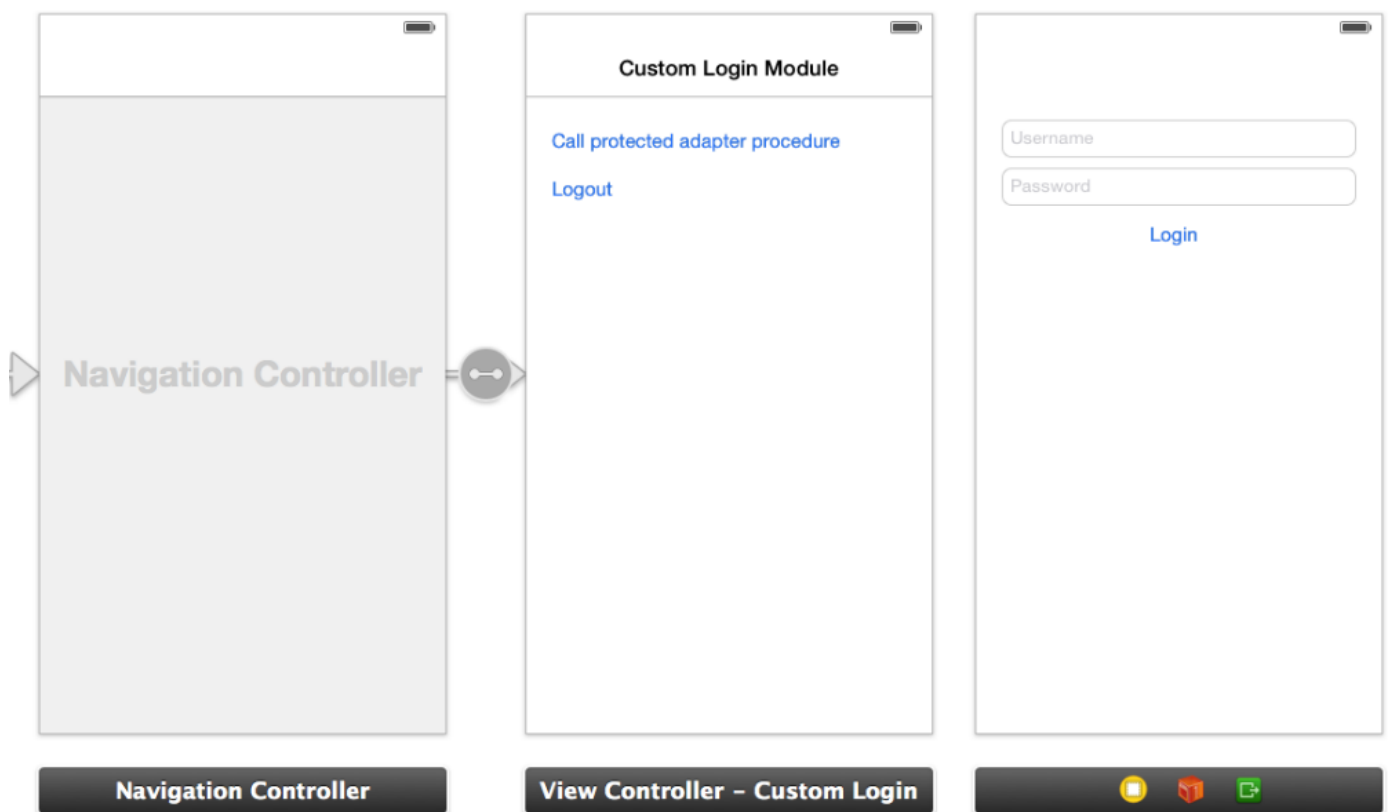 Navigation Controller
Navigation Controller
Custom Login Module
Call protected adapter procedure
Logout
View Controller – Custom Login
Username
Password
Login